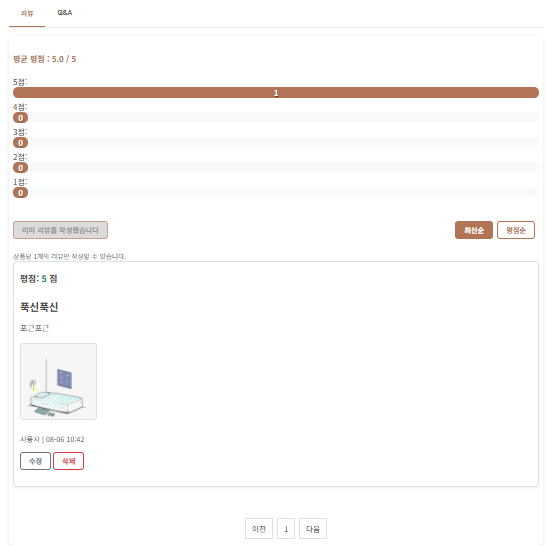 리뷰
Q&A
평균 평점 : 5.0 / 5
5점:
1
4점:
0
3점:
0
2점:
0
1점:
0
이미 리뷰를 작성했습니다
최신순
평점순
상품당 1개의 리뷰만 작성할 수 있습니다.
평점: 5 점
푹신푹신
포근포근
사용자 | 08-06 10:42
수정
삭제
이전
1
다음